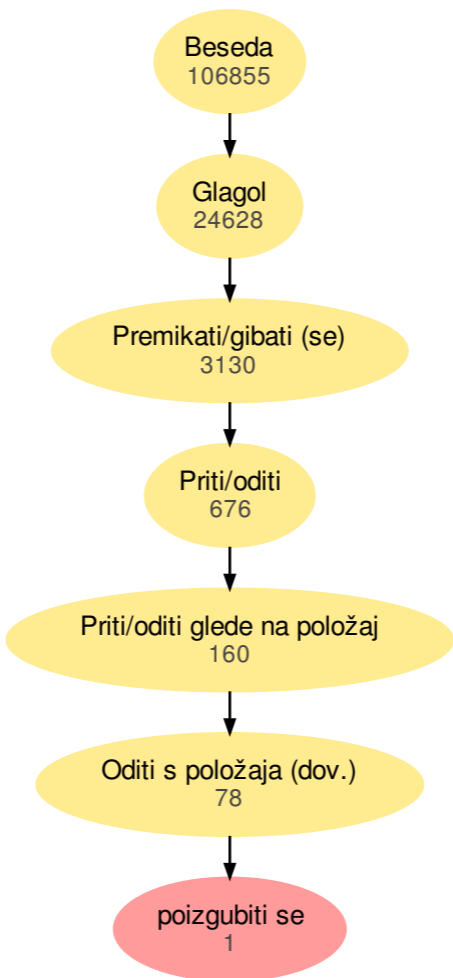 Beseda
106855
Glagol
24628
Premikati/gibati (se)
3130
Priti/oditi
676
Priti/oditi glede na položaj
160
Oditi s položaja (dov.)
78
poizgubiti se
1